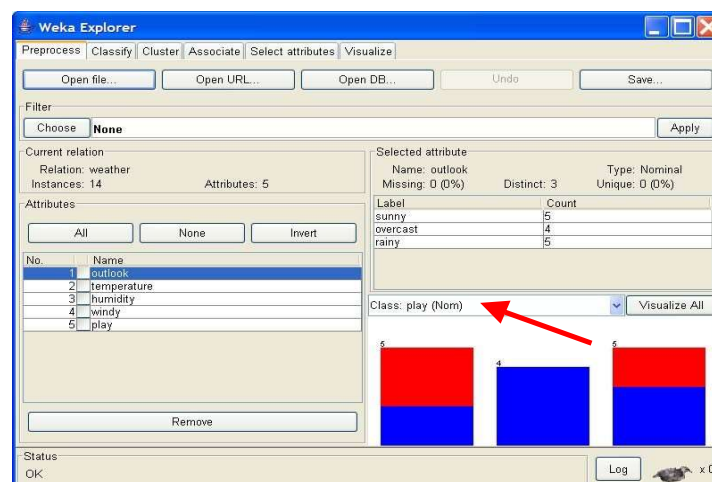 Weka Explorer
Preprocess Classify Cluster Associate Select attributes Visualize
Open file... Open URL... Open DB... Undo Save...
Filter
Choose None Apply
Current relation
Relation: weather
Instances: 14 Attributes: 5
Selected attribute
Name: outlook Type: Nominal
Missing: 0 (0%) Distinct: 3 Unique: 0 (0%)
Attributes
All None Invert
No. Name
1 outlook
2 temperature
3 humidity
4 windy
5 play
Remove
Label Count
sunny 5
overcast 4
rainy 5
Class: play (Nom) Visualize All
5 4 5
Status
OK
Log x 0